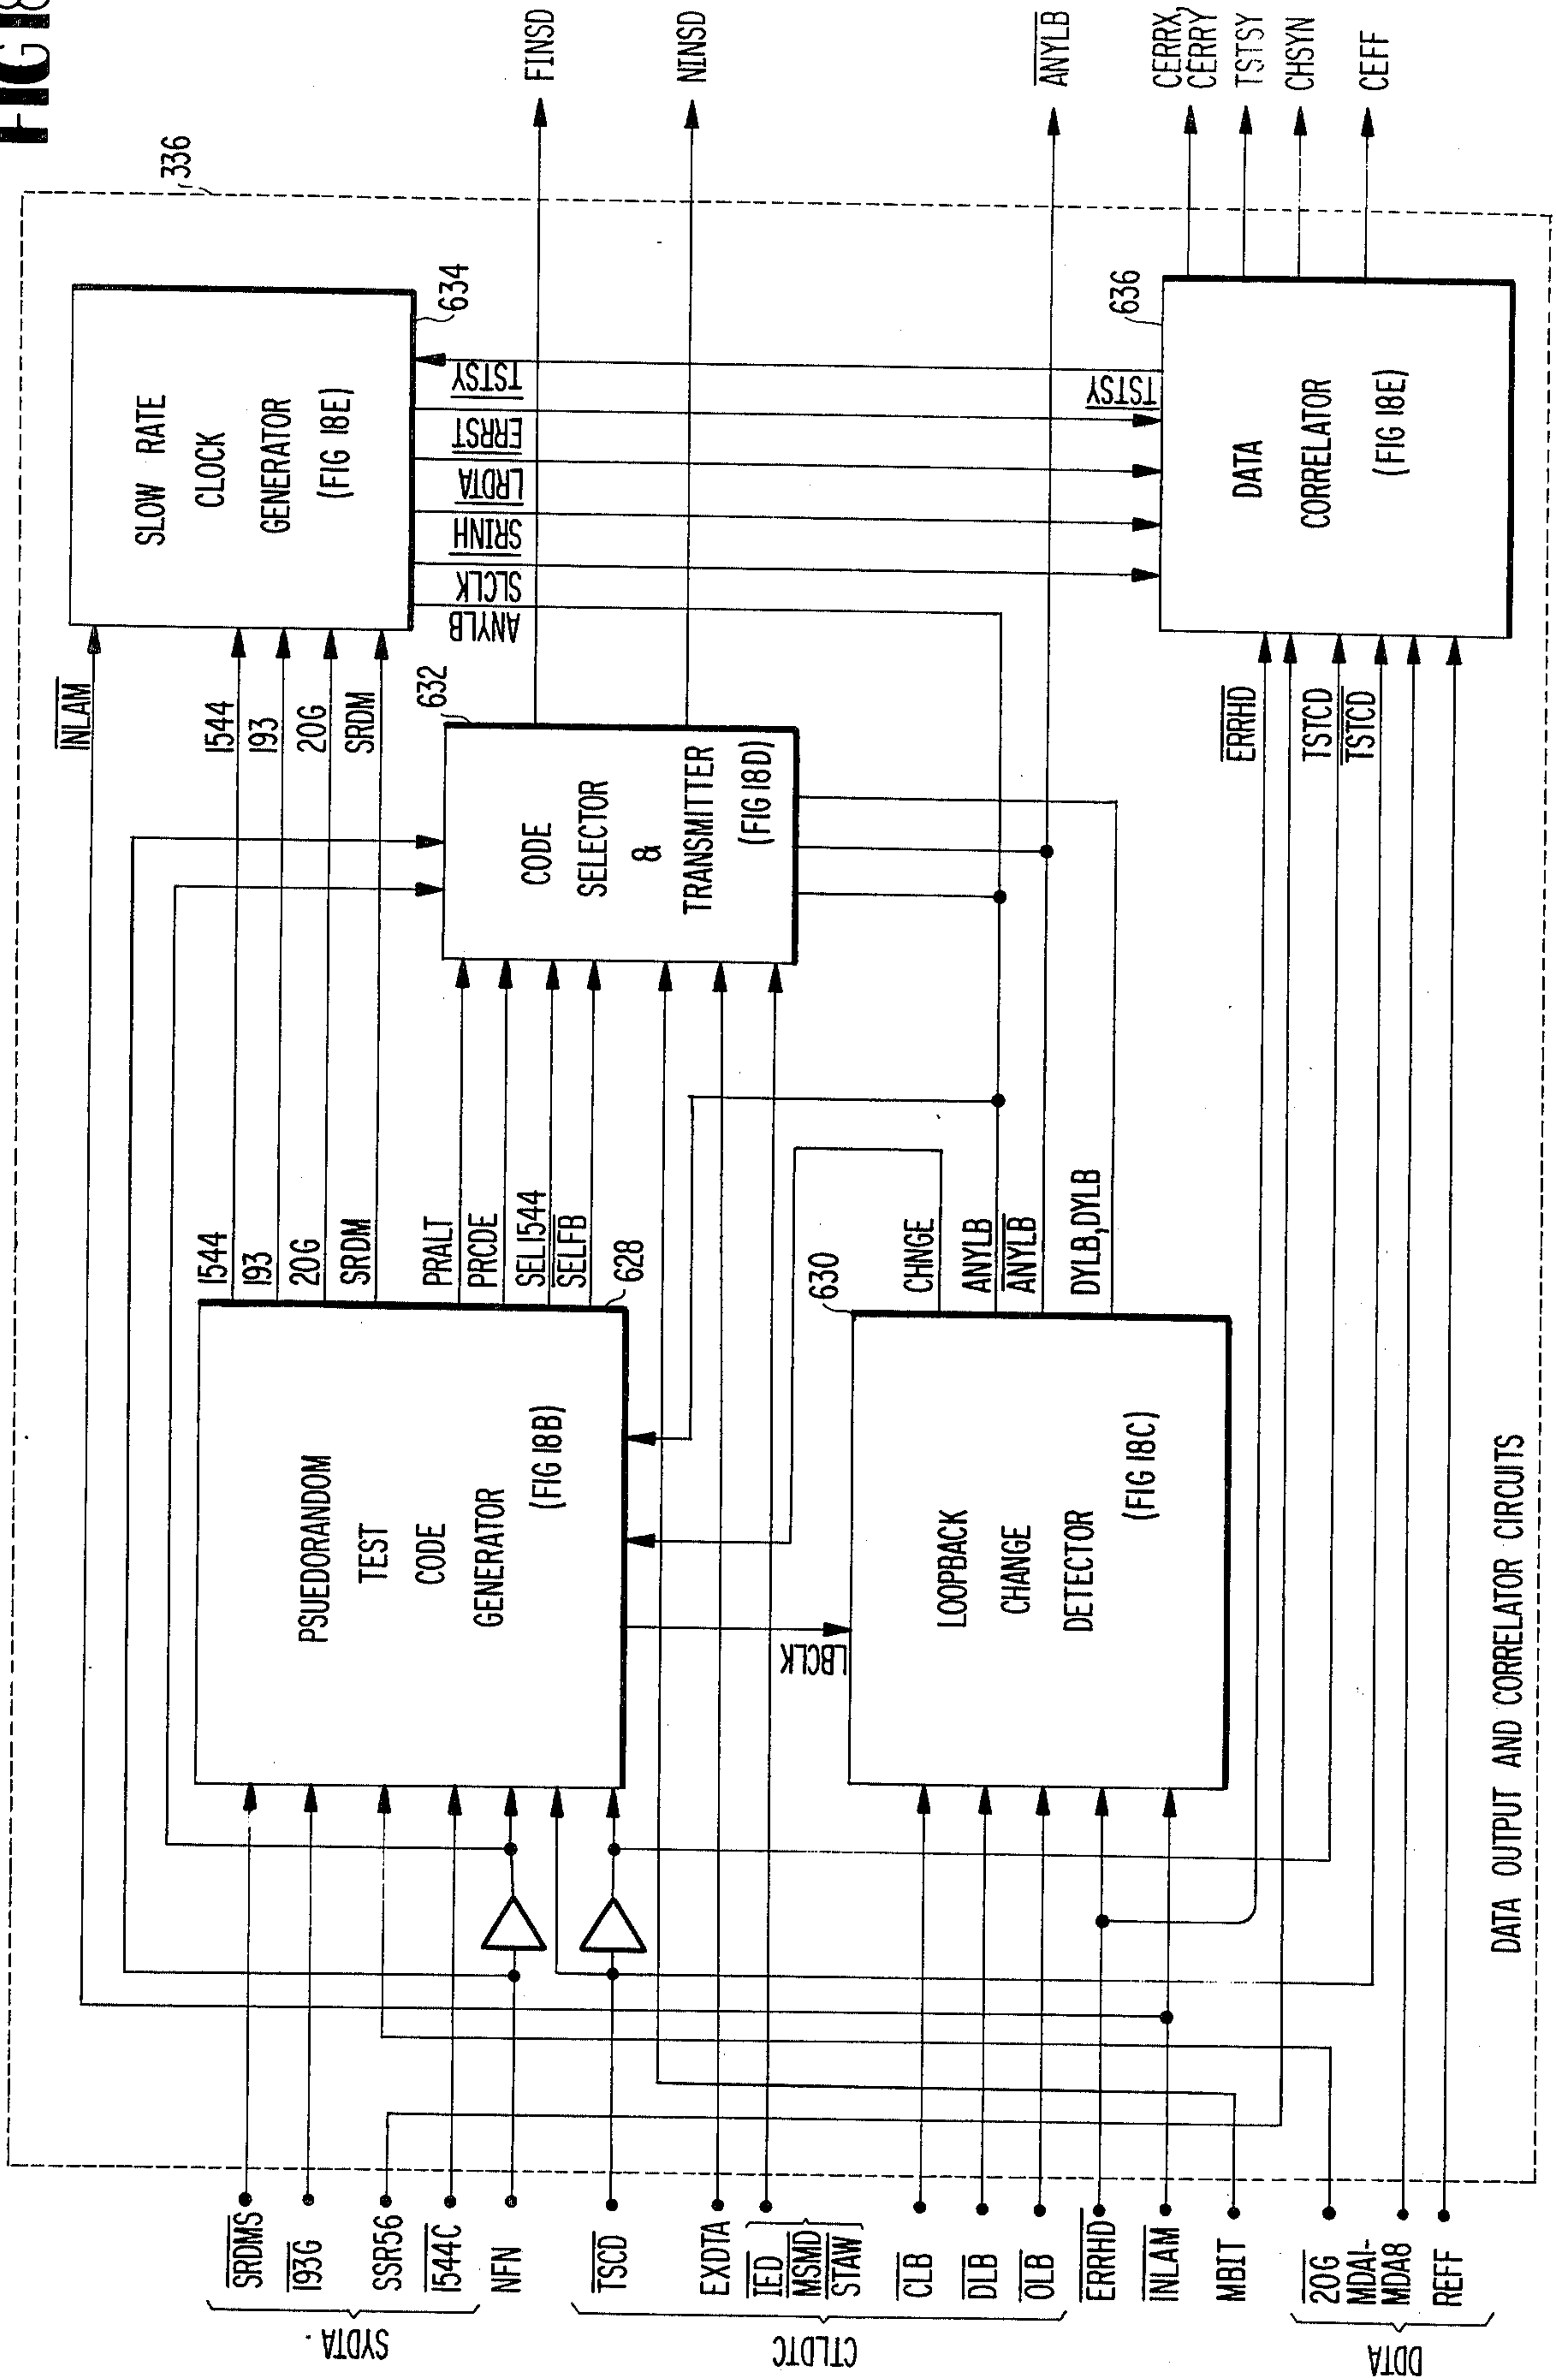 FIG 18
336
SLOW RATE
CLOCK
GENERATOR
(FIG 18E)
634
INLAM
1544
193
20G
SRDM
TSTSY
ERRST
LRDTA
SRINH
SLCLK
ANYLB
FINSD
NINSD
ANYLB
CERRX,
CERRY
TSTSY
CHSYN
CEFF
632
CODE
SELECTOR
&
TRANSMITTER
(FIG 18D)
636
TSTSY
DATA
CORRELATOR
(FIG 18E)
ERRHD
TSTCD
TSTCD
1544
193
20G
SRDM
PRALT
PRCDE
SEL1544
SELFB
628
PSUEDORANDOM
TEST
CODE
GENERATOR
(FIG 18B)
LBCLK
630
CHNGE
ANYLB
ANYLB
DYLB, DYLB
LOOPBACK
CHANGE
DETECTOR
(FIG 18C)
SRDMS
193G
SSR56
1544C
NFN
TSCD
EXDTA
IED
MSMD
STAW
CLB
DLB
OLB
ERRHD
INLAM
MBIT
20G
MDA1-
MDA8
REFF
SYDTA
CTLDTC
DDTA
DATA OUTPUT AND CORRELATOR CIRCUITS